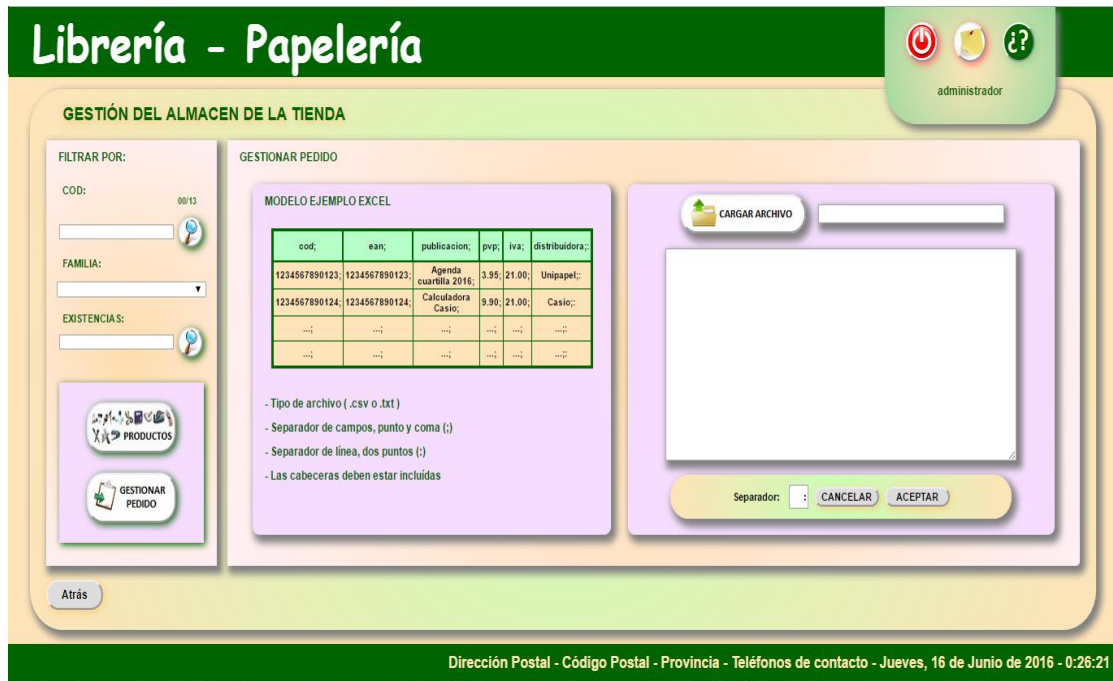 Librería - Papelería
¿?
administrador
GESTIÓN DEL ALMACEN DE LA TIENDA
FILTRAR POR:
COD:
00/13
FAMILIA:
EXISTENCIAS:
PRODUCTOS
GESTIONAR
PEDIDO
GESTIONAR PEDIDO
MODELO EJEMPLO EXCEL
cod; ean; publicacion; pvp; iva; distribuidora;:
1234567890123; 1234567890123; Agenda cuartilla 2016; 3.95; 21.00; Unipapel;:
1234567890124; 1234567890124; Calculadora Casio; 9.90; 21.00; Casio;:
...; ...; ...; ...; ...; ...;:
...; ...; ...; ...; ...; ...;:
- Tipo de archivo ( .csv o .txt )
- Separador de campos, punto y coma (;)
- Separador de línea, dos puntos (:)
- Las cabeceras deben estar incluídas
CARGAR ARCHIVO
Separador: : CANCELAR ACEPTAR
Atrás
Dirección Postal - Código Postal - Provincia - Teléfonos de contacto - Jueves, 16 de Junio de 2016 - 0:26:21